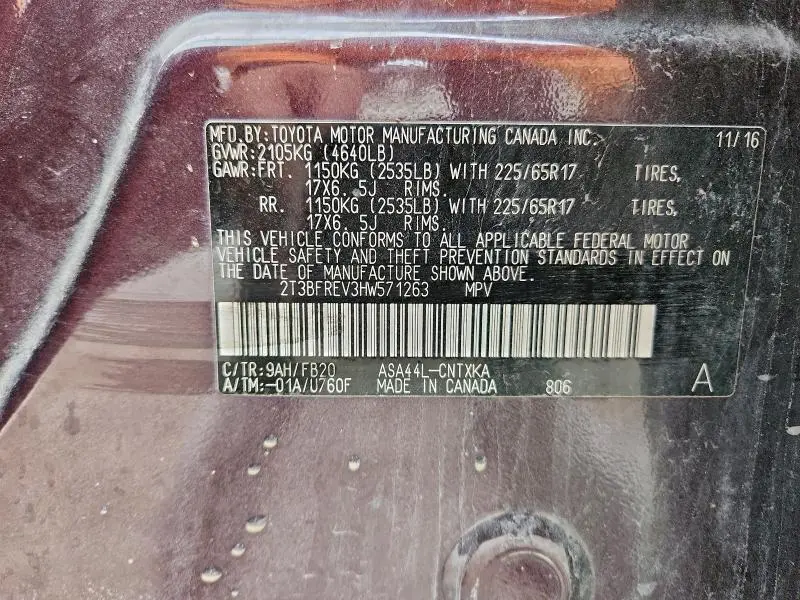 MFD.BY:TOYOTA MOTOR MANUFACTURING CANADA INC. 11/16
GVWR:2105KG (4640LB)
GAWR:FRT. 1150KG (2535LB) WITH 225/65R17 TIRES,
17X6.5J RIMS.
RR. 1150KG (2535LB) WITH 225/65R17 TIRES,
17X6.5J RIMS.
THIS VEHICLE CONFORMS TO ALL APPLICABLE FEDERAL MOTOR
VEHICLE SAFETY AND THEFT PREVENTION STANDARDS IN EFFECT ON
THE DATE OF MANUFACTURE SHOWN ABOVE.
2T3BFREV3HW571263 MPV
C/TR:9AH/FB20 ASA44L-CNTXKA
A/TM:-01A/U760F MADE IN CANADA 806 A